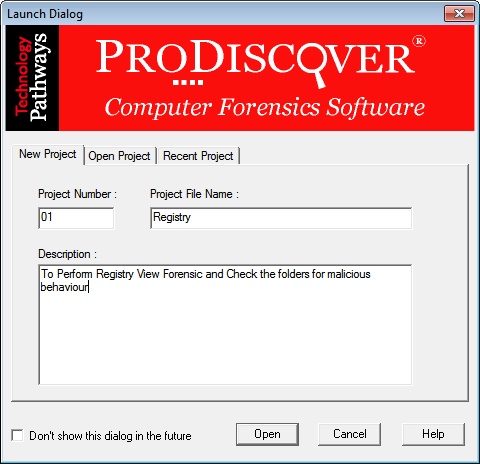 Launch Dialog
Technology
Pathways
PRODISCOVER®
Computer Forensics Software
New Project
Open Project
Recent Project
Project Number :
Project File Name :
01
Registry
Description :
To Perform Registry View Forensic and Check the folders for malicious
behaviour
Don't show this dialog in the future
Open
Cancel
Help